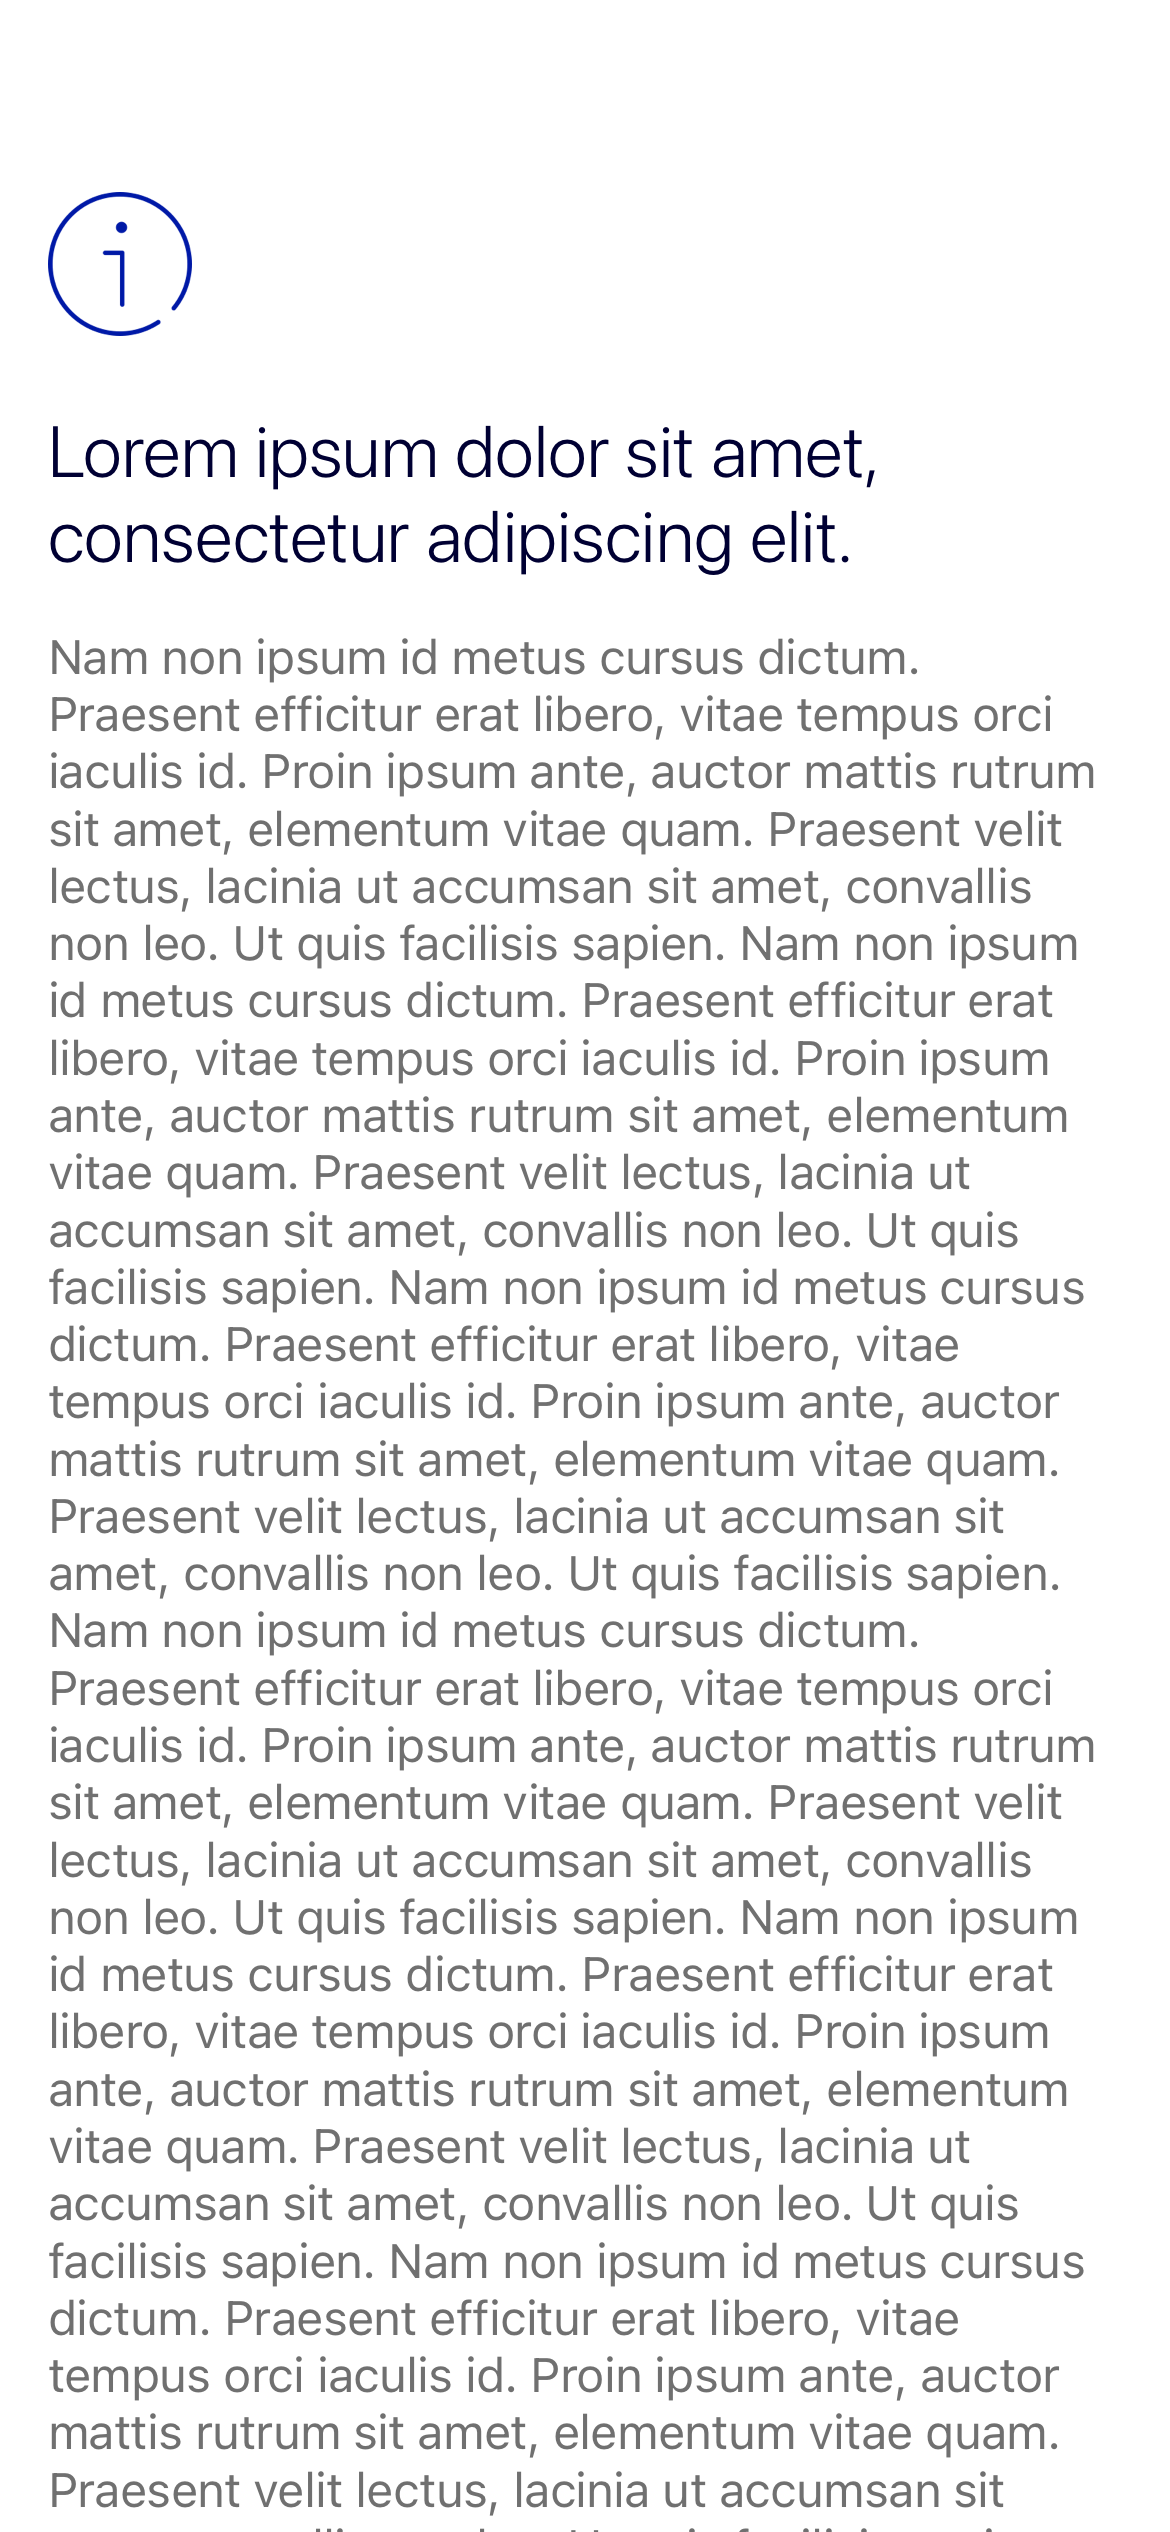 Lorem ipsum dolor sit amet,
consectetur adipiscing elit.
Nam non ipsum id metus cursus dictum.
Praesent efficitur erat libero, vitae tempus orci
iaculis id. Proin ipsum ante, auctor mattis rutrum
sit amet, elementum vitae quam. Praesent velit
lectus, lacinia ut accumsan sit amet, convallis
non leo. Ut quis facilisis sapien. Nam non ipsum
id metus cursus dictum. Praesent efficitur erat
libero, vitae tempus orci iaculis id. Proin ipsum
ante, auctor mattis rutrum sit amet, elementum
vitae quam. Praesent velit lectus, lacinia ut
accumsan sit amet, convallis non leo. Ut quis
facilisis sapien. Nam non ipsum id metus cursus
dictum. Praesent efficitur erat libero, vitae
tempus orci iaculis id. Proin ipsum ante, auctor
mattis rutrum sit amet, elementum vitae quam.
Praesent velit lectus, lacinia ut accumsan sit
amet, convallis non leo. Ut quis facilisis sapien.
Nam non ipsum id metus cursus dictum.
Praesent efficitur erat libero, vitae tempus orci
iaculis id. Proin ipsum ante, auctor mattis rutrum
sit amet, elementum vitae quam. Praesent velit
lectus, lacinia ut accumsan sit amet, convallis
non leo. Ut quis facilisis sapien. Nam non ipsum
id metus cursus dictum. Praesent efficitur erat
libero, vitae tempus orci iaculis id. Proin ipsum
ante, auctor mattis rutrum sit amet, elementum
vitae quam. Praesent velit lectus, lacinia ut
accumsan sit amet, convallis non leo. Ut quis
facilisis sapien. Nam non ipsum id metus cursus
dictum. Praesent efficitur erat libero, vitae
tempus orci iaculis id. Proin ipsum ante, auctor
mattis rutrum sit amet, elementum vitae quam.
Praesent velit lectus, lacinia ut accumsan sit